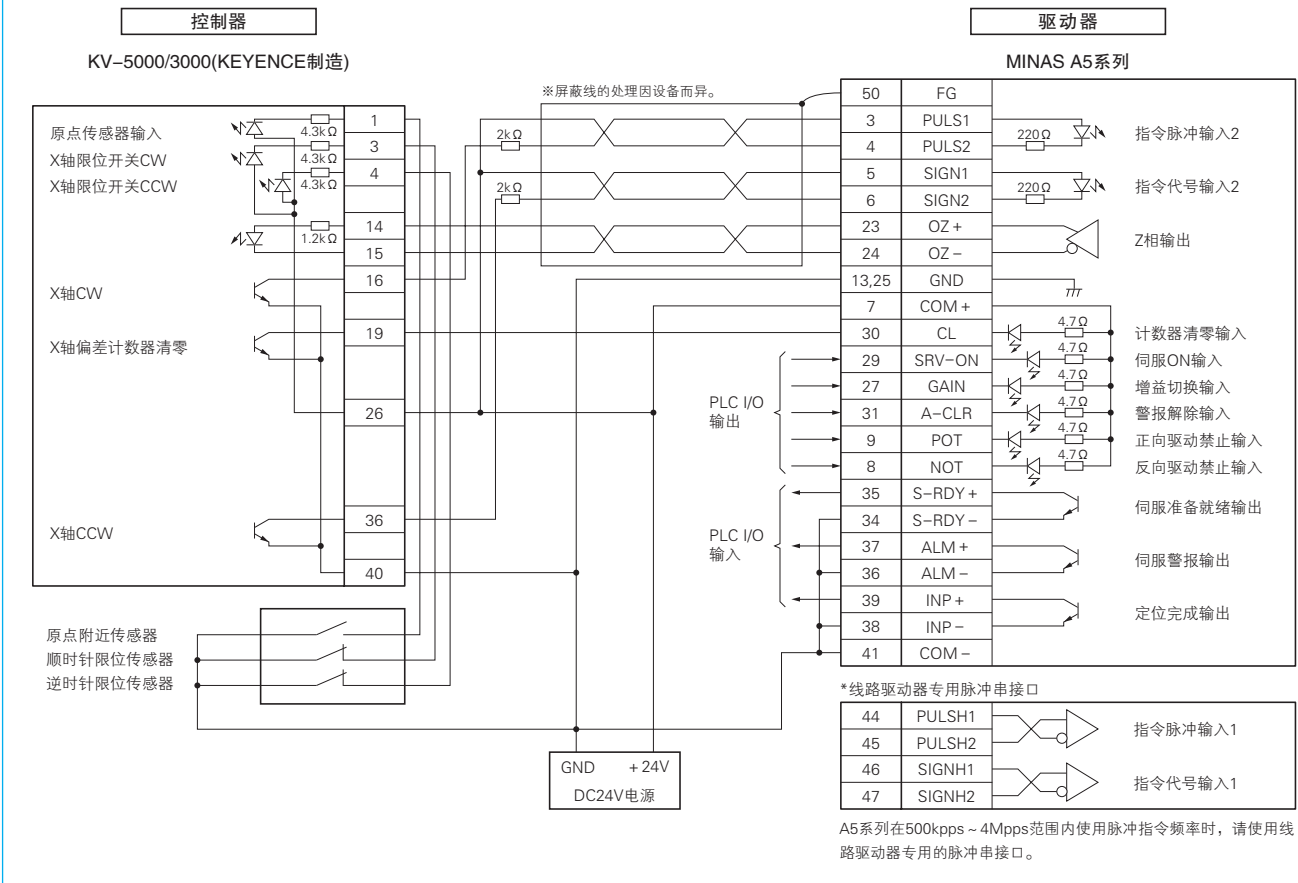 控制器
驱动器
KV-5000/3000(KEYENCE制造)
MINAS A5系列
※屏蔽线的处理因设备而异。
原点传感器输入
X轴限位开关CW
X轴限位开关CCW
4.3kΩ
4.3kΩ
4.3kΩ
1.2kΩ
X轴CW
X轴偏差计数器清零
X轴CCW
1
3
4
14
15
16
19
26
36
40
2kΩ
2kΩ
50 FG
3 PULS1
4 PULS2
5 SIGN1
6 SIGN2
23 OZ+
24 OZ-
13,25 GND
7 COM+
30 CL
29 SRV-ON
27 GAIN
31 A-CLR
9 POT
8 NOT
35 S-RDY+
34 S-RDY-
37 ALM+
36 ALM-
39 INP+
38 INP-
41 COM-
220Ω
220Ω
4.7Ω
4.7Ω
4.7Ω
4.7Ω
4.7Ω
4.7Ω
指令脉冲输入2
指令代号输入2
Z相输出
计数器清零输入
伺服ON输入
增益切换输入
警报解除输入
正向驱动禁止输入
反向驱动禁止输入
伺服准备就绪输出
伺服警报输出
定位完成输出
PLC I/O
输出
PLC I/O
输入
原点附近传感器
顺时针限位传感器
逆时针限位传感器
GND +24V
DC24V电源
*线路驱动器专用脉冲串接口
44 PULSH1
45 PULSH2
46 SIGNH1
47 SIGNH2
指令脉冲输入1
指令代号输入1
A5系列在500kpps~4Mpps范围内使用脉冲指令频率时，请使用线
路驱动器专用的脉冲串接口。